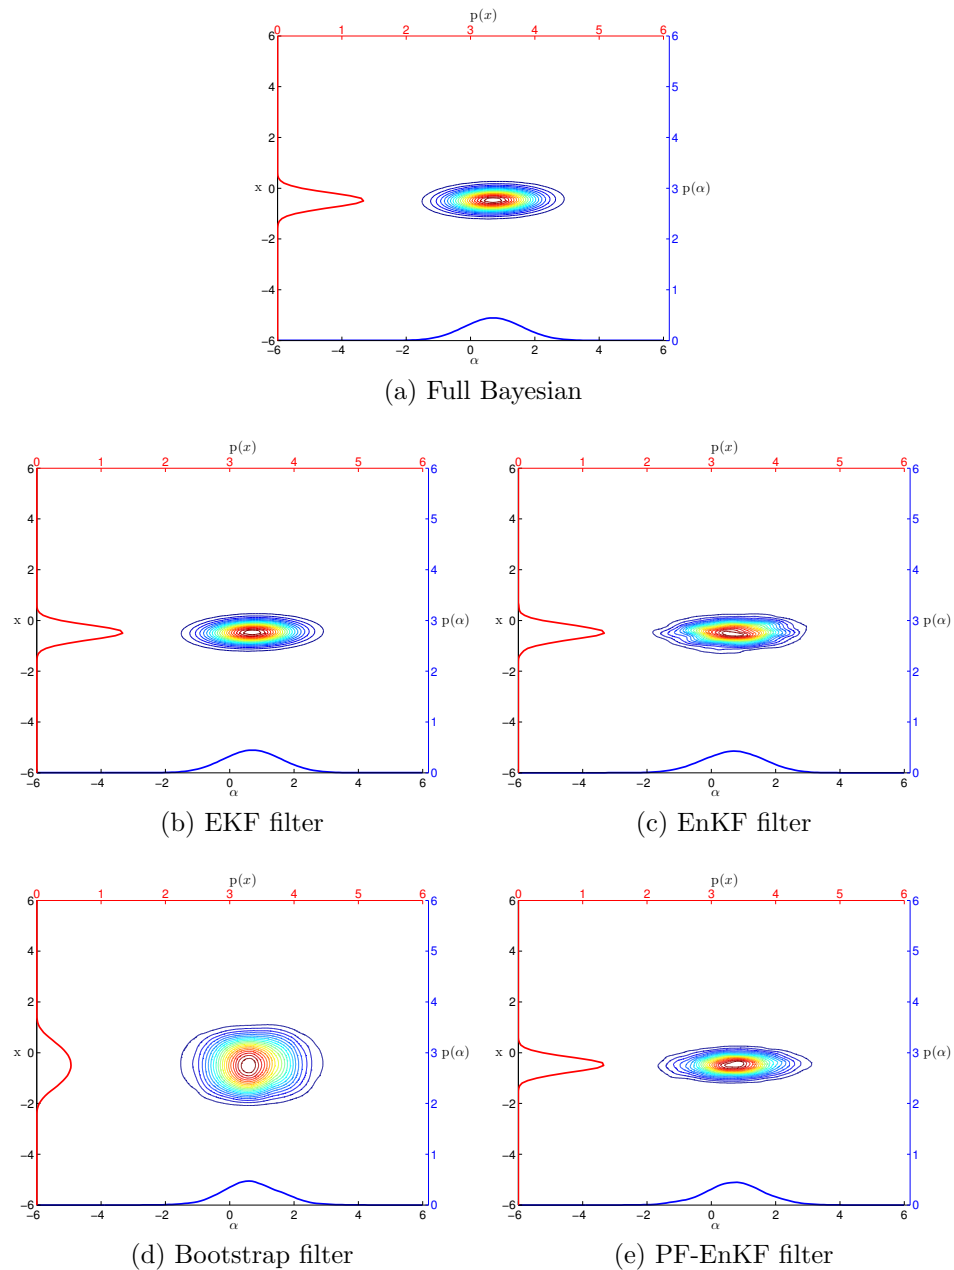 p(x)
0 1 2 3 4 5 6
6 6
4 5
2 4
x 0 3 p(α)
−2 2
−4 1
−6 0
−6 −4 −2 0 2 4 6
α
(a) Full Bayesian
p(x) p(x)
0 1 2 3 4 5 6 0 1 2 3 4 5 6
6 6 6 6
4 5 4 5
2 4 2 4
x 0 3 p(α) x 0 3 p(α)
−2 2 −2 2
−4 1 −4 1
−6 0 −6 0
−6 −4 −2 0 2 4 6 −6 −4 −2 0 2 4 6
α α
(b) EKF filter (c) EnKF filter
p(x) p(x)
0 1 2 3 4 5 6 0 1 2 3 4 5 6
6 6 6 6
4 5 4 5
2 4 2 4
x 0 3 p(α) x 0 3 p(α)
−2 2 −2 2
−4 1 −4 1
−6 0 −6 0
−6 −4 −2 0 2 4 6 −6 −4 −2 0 2 4 6
α α
(d) Bootstrap filter (e) PF-EnKF filter